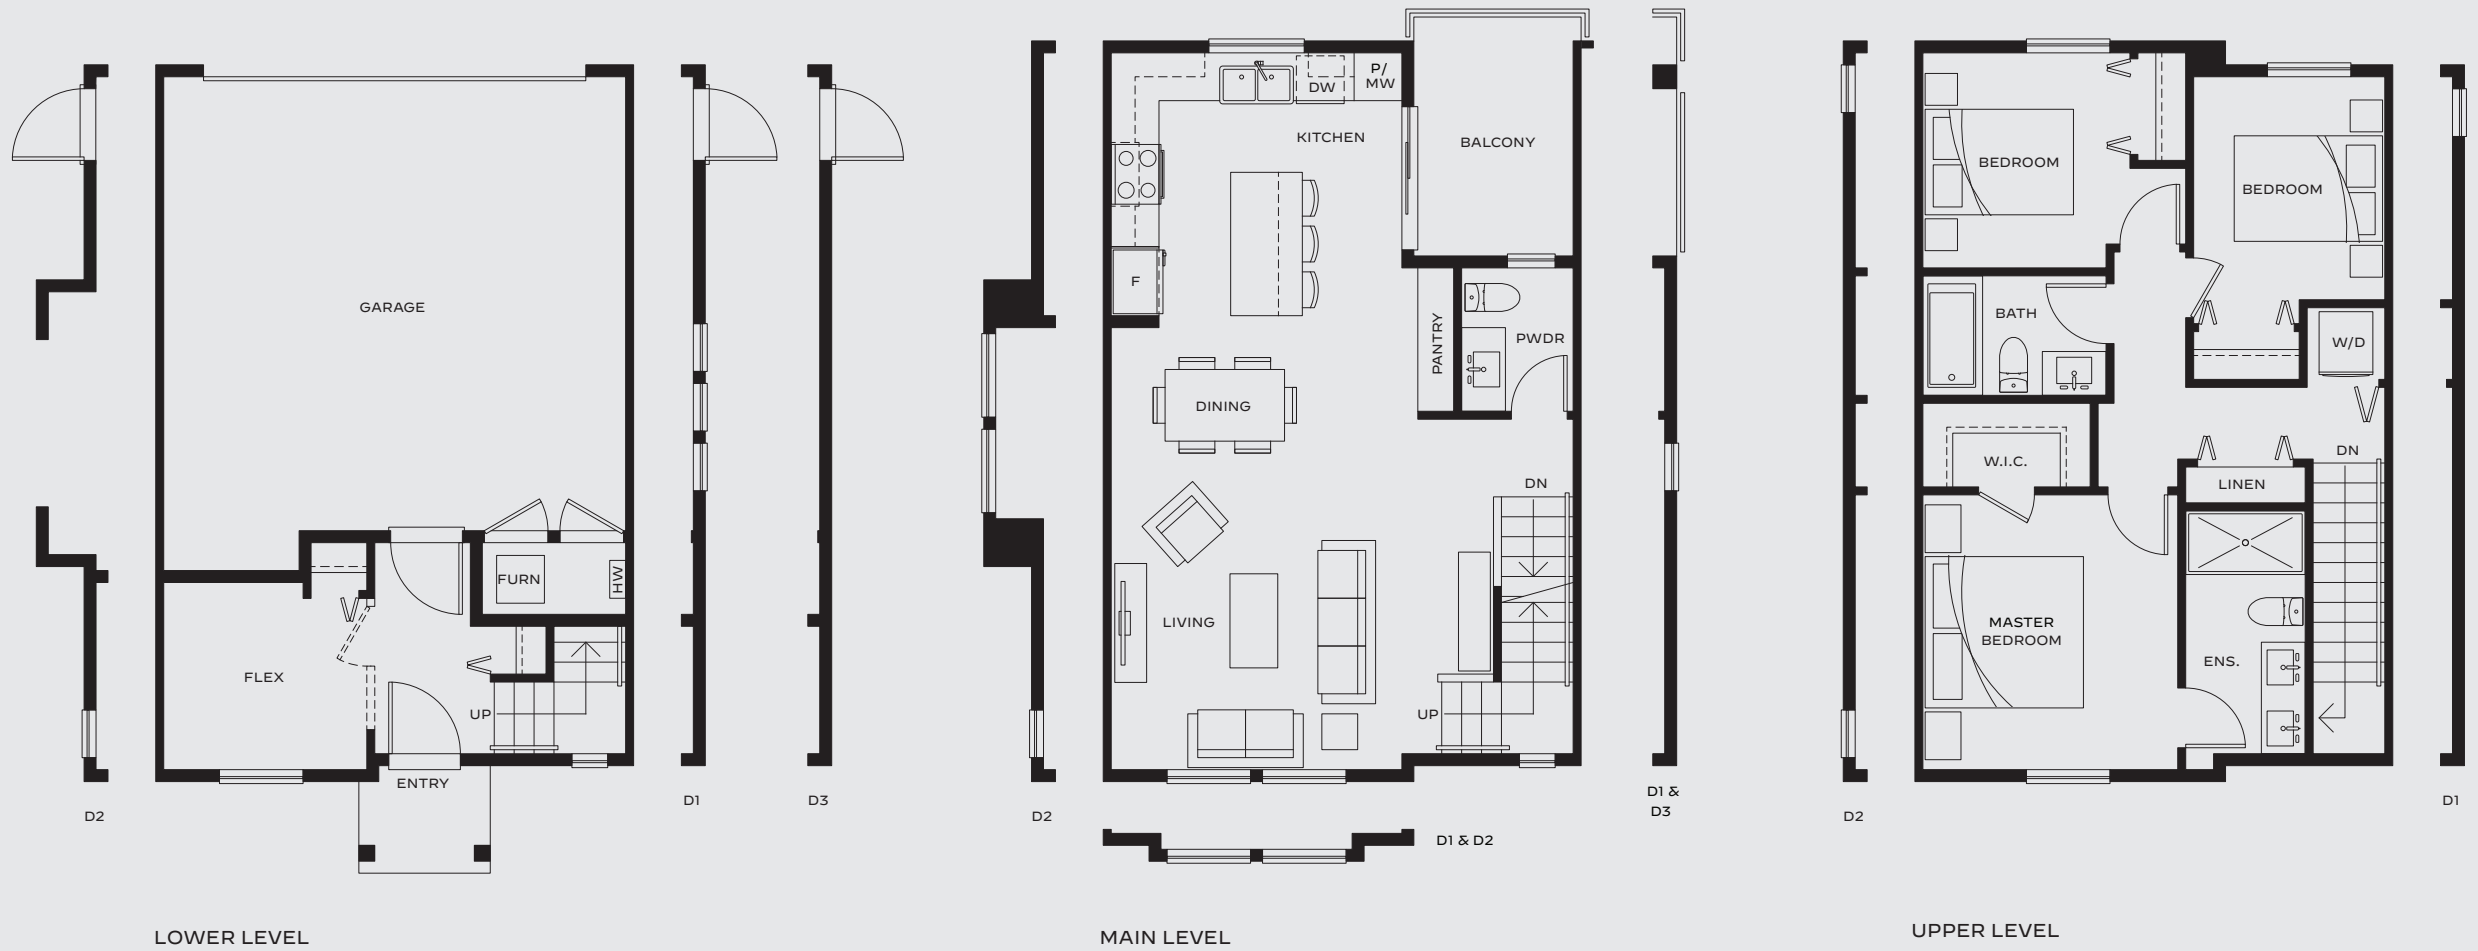 GARAGE
FURN
HW
FLEX
UP
ENTRY
D2
D1
D3
LOWER LEVEL
P/
MW
DW
KITCHEN
BALCONY
F
PANTRY
PWDR
DINING
DN
LIVING
UP
D2
D1 &
D3
D1 & D2
MAIN LEVEL
BEDROOM
BEDROOM
BATH
W/D
W.I.C.
DN
LINEN
MASTER
BEDROOM
ENS.
D2
D1
UPPER LEVEL